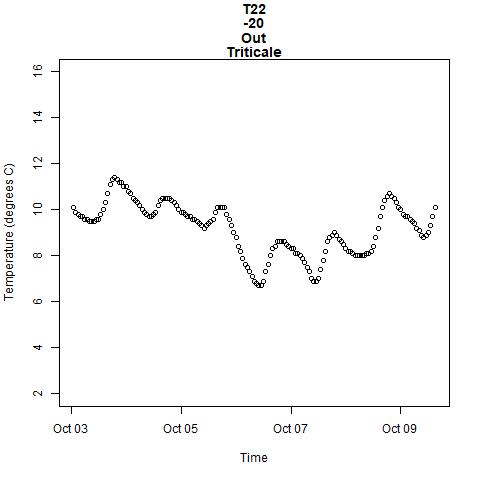 T22
-20
Out
Triticale
Temperature (degrees C)
16
14
12
10
8
6
4
2
Oct 03 Oct 05 Oct 07 Oct 09
Time